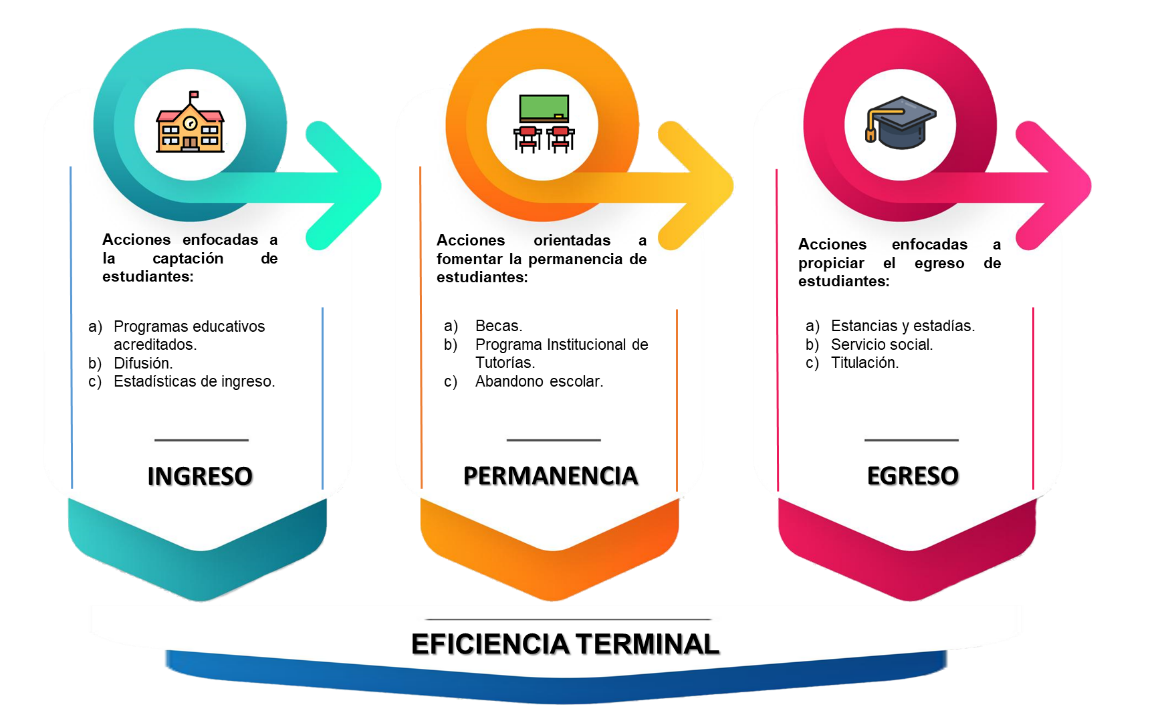 Acciones enfocadas a
la captación de
estudiantes:
a) Programas educativos
acreditados.
b) Difusión.
c) Estadísticas de ingreso.
INGRESO
Acciones orientadas a
fomentar la permanencia de
estudiantes:
a) Becas.
b) Programa Institucional de
Tutorías.
c) Abandono escolar.
PERMANENCIA
Acciones enfocadas a
propiciar el egreso de
estudiantes:
a) Estancias y estadías.
b) Servicio social.
c) Titulación.
EGRESO
EFICIENCIA TERMINAL